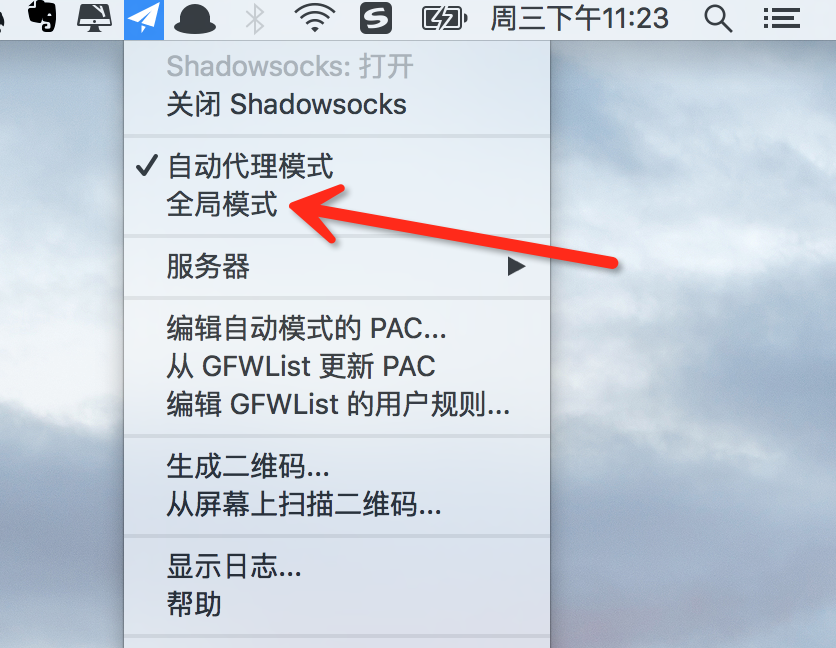 周三下午11:23
Shadowsocks: 打开
关闭 Shadowsocks
自动代理模式
全局模式
服务器
编辑自动模式的 PAC...
从 GFWList 更新 PAC
编辑 GFWList 的用户规则...
生成二维码...
从屏幕上扫描二维码...
显示日志...
帮助